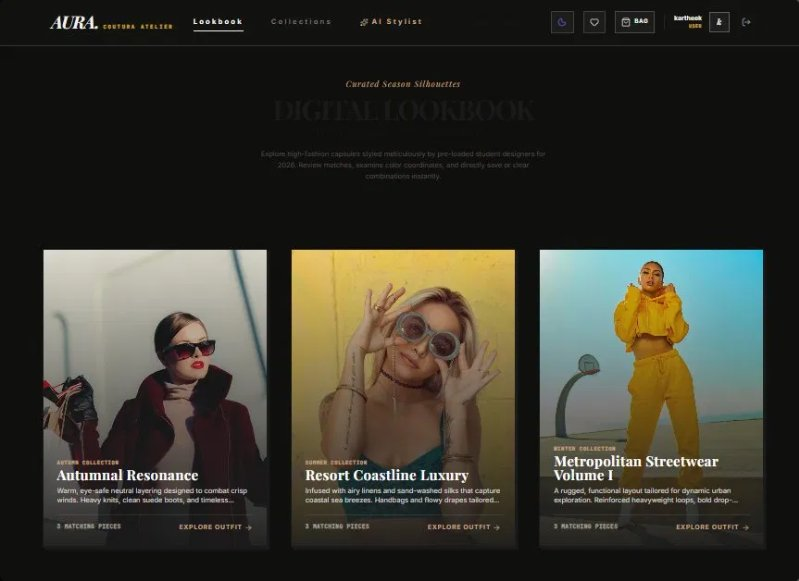 AURA. COUTURA ATELIER
Lookbook
Collections
AI Stylist
BAG
kartheek
USER
k
Curated Season Silhouettes
DIGITAL LOOKBOOK
Explore high-fashion capsules styled meticulously by pre-loaded student designers for
2026. Review matches, examine color coordinates, and directly save or clear
combinations instantly.
AUTUMN COLLECTION
Autumnal Resonance
Warm, eye-safe neutral layering designed to combat crisp
winds. Heavy knits, clean suede boots, and timeless...
3 MATCHING PIECES
EXPLORE OUTFIT →
SUMMER COLLECTION
Resort Coastline Luxury
Infused with airy linens and sand-washed silks that capture
coastal sea breezes. Handbags and flowy drapes tailored...
3 MATCHING PIECES
EXPLORE OUTFIT →
WINTER COLLECTION
Metropolitan Streetwear
Volume I
A rugged, functional layout tailored for dynamic urban
exploration. Reinforced heavyweight loops, bold drop-...
3 MATCHING PIECES
EXPLORE OUTFIT →